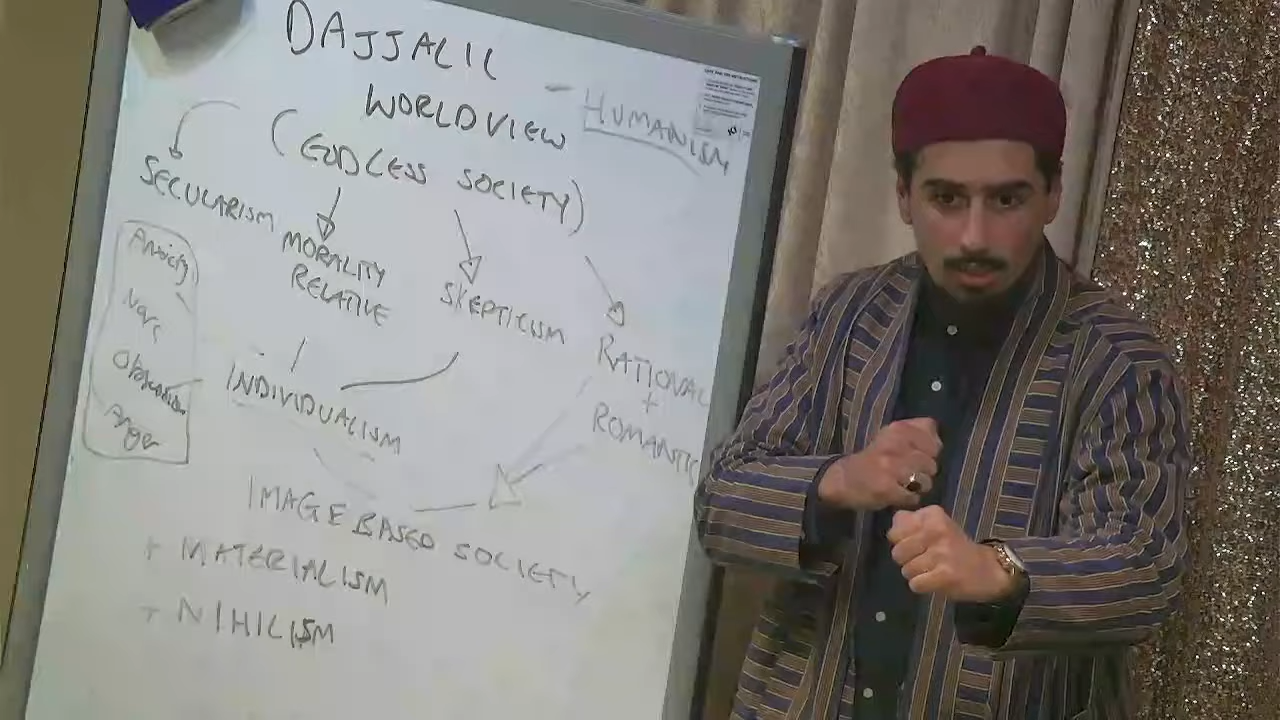 DAJJALIC
WORLDVIEW
- HUMANISM
(GODLESS SOCIETY)
SECULARISM
MORALITY
RELATIVE
SKEPTICISM
RATIONAL
+
ROMANTIC
Anxiety
Anger
INDIVIDUALISM
IMAGE BASED SOCIETY
+ MATERIALISM
+ NIHILISM